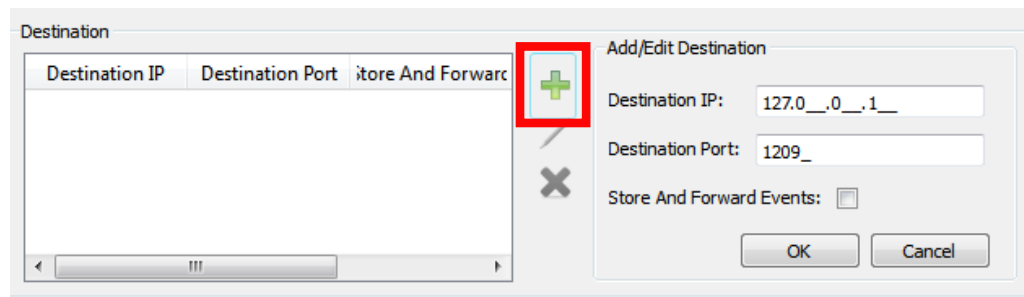 Destination
Destination IP Destination Port Store And Forward
Add/Edit Destination
Destination IP: 127.0__.0__.1__
Destination Port: 1209_
Store And Forward Events:
OK Cancel